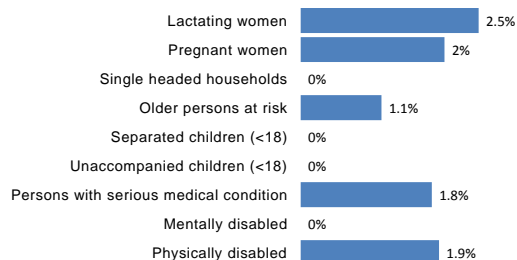 Lactating women 2.5%
Pregnant women 2%
Single headed households 0%
Older persons at risk 1.1%
Separated children (<18) 0%
Unaccompanied children (<18) 0%
Persons with serious medical condition 1.8%
Mentally disabled 0%
Physically disabled 1.9%